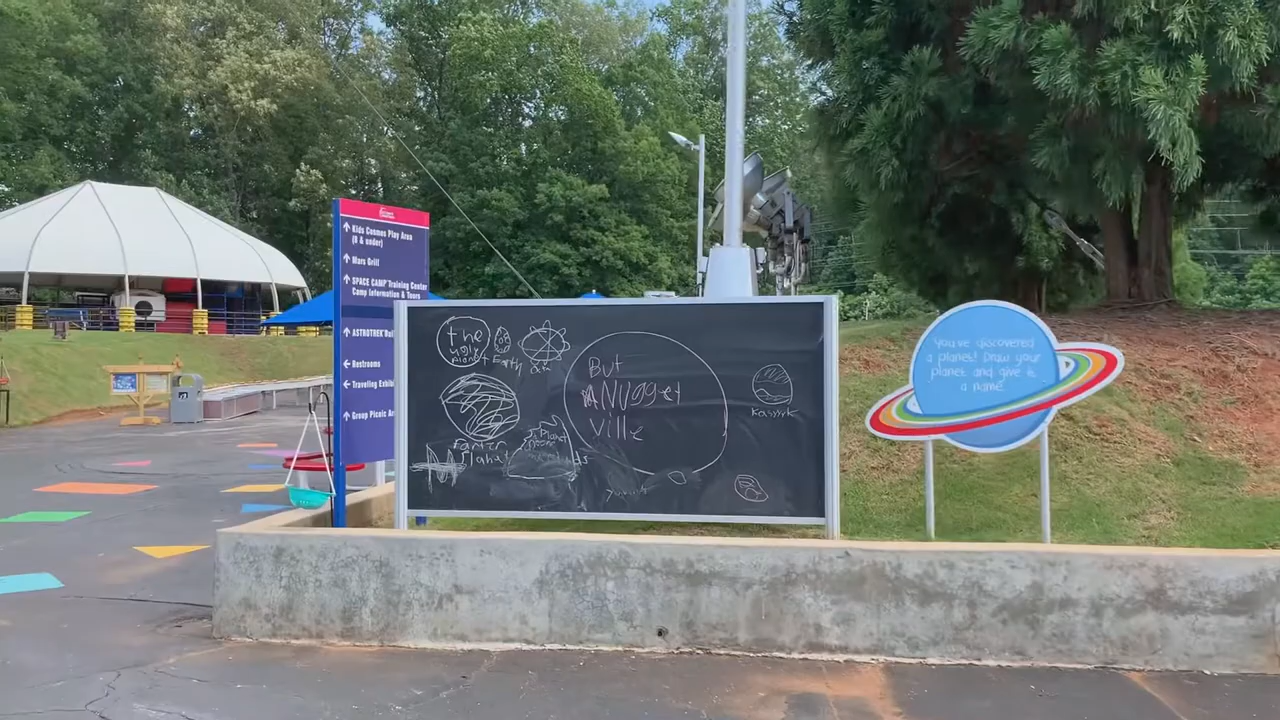 Kids Cosmos Play Area
(8 & under)
Mars Grill
SPACE CAMP Training Center
Camp Information & Tours
ASTROTREK
Restrooms
Traveling
Group Picnic
the
ugly
planet
Earth
But
A Nugget
ville
planet
You've discovered
a planet! Draw your
planet and give it
a name.